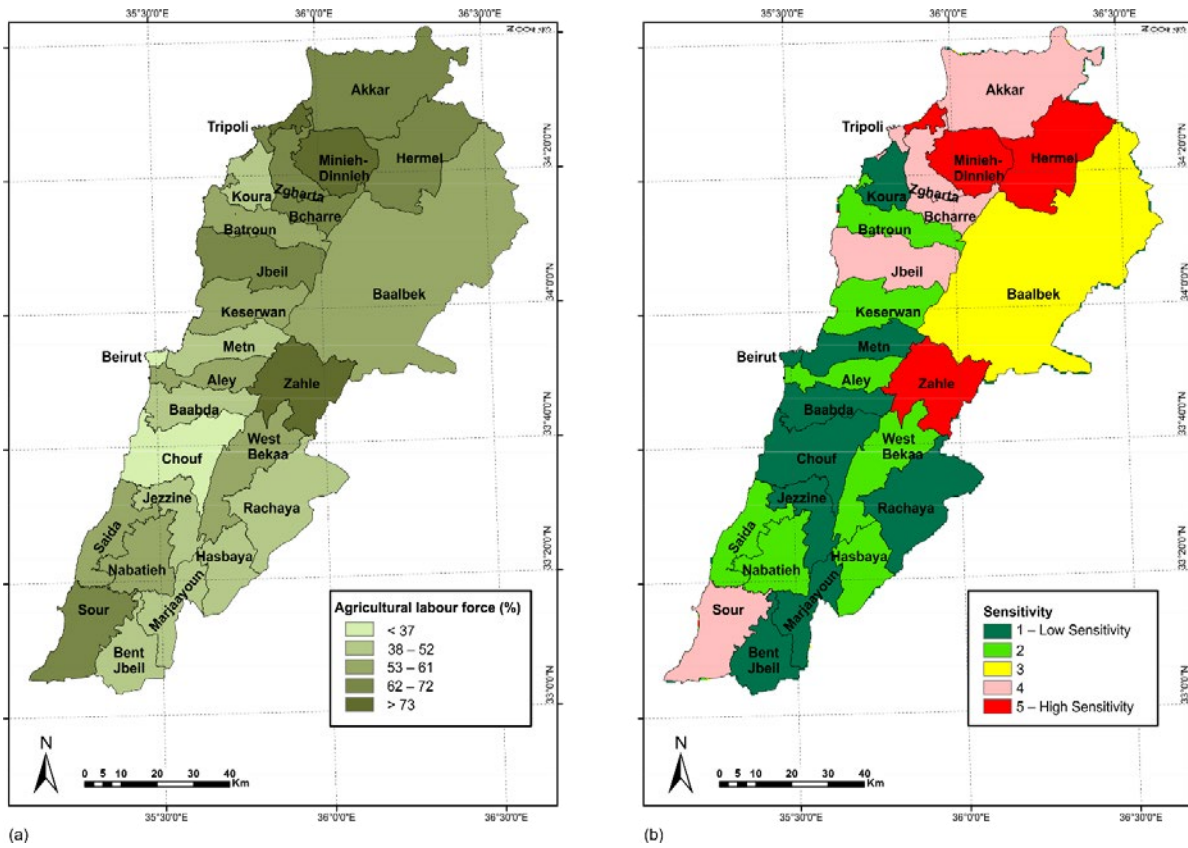 35°30'0"E 36°0'0"E 36°30'0"E
Akkar
Tripoli
Minieh-
Dinnieh
Hermel
Koura
Zgharta
Bcharre
Batroun
Jbeil
Baalbek
Keserwan
Metn
Beirut
Aley
Zahle
Baabda
West
Bekaa
Chouf
Jezzine
Rachaya
Saida
Hasbaya
Nabatieh
Marjaayoun
Sour
Bent
Jbeil
34°20'0"N
34°0'0"N
33°40'0"N
33°20'0"N
33°0'0"N
Agricultural labour force (%)
< 37
38 – 52
53 – 61
62 – 72
> 73
N
0 5 10 20 30 40
Km
35°30'0"E 36°0'0"E 36°30'0"E
(a)
35°30'0"E 36°0'0"E 36°30'0"E
Akkar
Tripoli
Minieh-
Dinnieh
Hermel
Koura
Zgharta
Bcharre
Batroun
Jbeil
Baalbek
Keserwan
Metn
Beirut
Aley
Zahle
Baabda
West
Bekaa
Chouf
Jezzine
Rachaya
Saida
Hasbaya
Nabatieh
Marjaayoun
Sour
Bent
Jbeil
34°20'0"N
34°0'0"N
33°40'0"N
33°20'0"N
33°0'0"N
Sensitivity
1 – Low Sensitivity
2
3
4
5 – High Sensitivity
N
0 5 10 20 30 40
Km
35°30'0"E 36°0'0"E 36°30'0"E
(b)